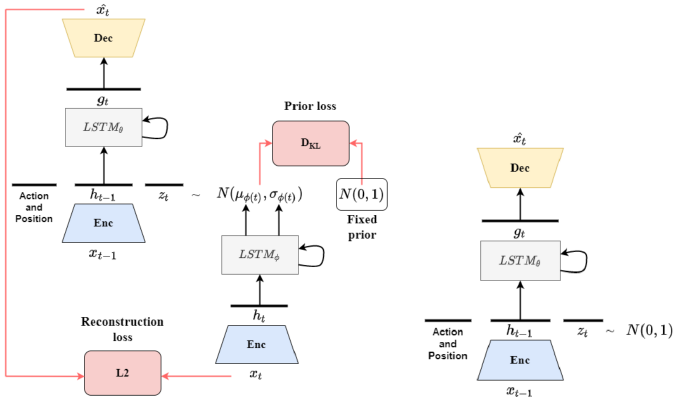 x̂_t
Dec
g_t
LSTM_θ
Action
and
Position
h_{t-1}
z_t ~ N(μ_{φ(t)}, σ_{φ(t)})
Enc
x_{t-1}
Prior loss
D_KL
N(0, 1)
Fixed
prior
LSTM_φ
h_t
Enc
x_t
Reconstruction
loss
L2
x̂_t
Dec
g_t
LSTM_θ
Action
and
Position
h_{t-1}
z_t ~ N(0, 1)
Enc
x_{t-1}